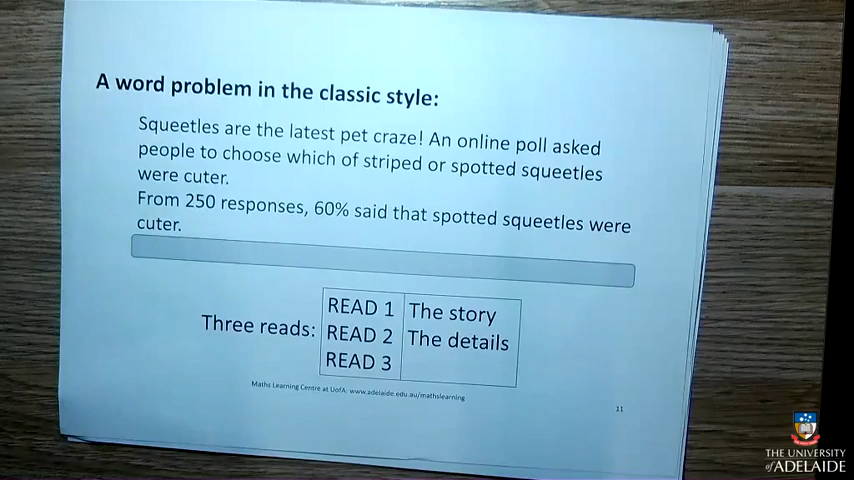 A word problem in the classic style:
Squeetles are the latest pet craze! An online poll asked
people to choose which of striped or spotted squeetles
were cuter.
From 250 responses, 60% said that spotted squeetles were
cuter.
Three reads:
READ 1 The story
READ 2 The details
READ 3
Maths Learning Centre at UofA: www.adelaide.edu.au/mathslearning
11
THE UNIVERSITY
of ADELAIDE